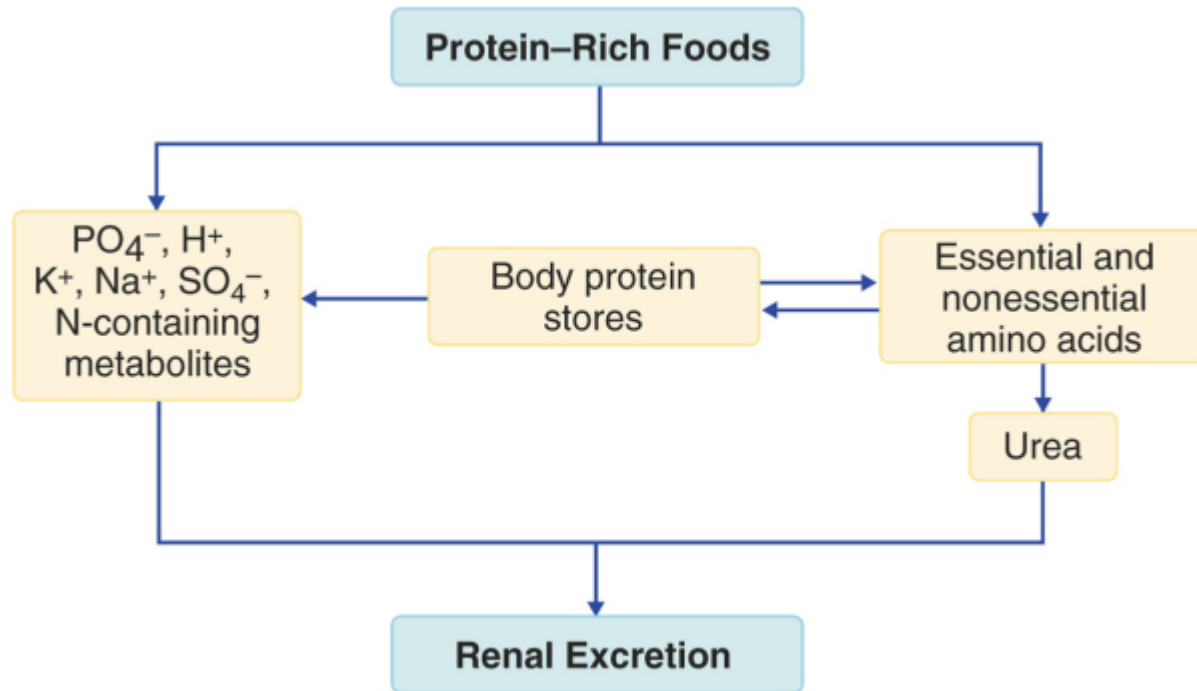 Protein–Rich Foods
PO₄⁻, H⁺,
K⁺, Na⁺, SO₄⁻,
N-containing
metabolites
Body protein
stores
Essential and
nonessential
amino acids
Urea
Renal Excretion